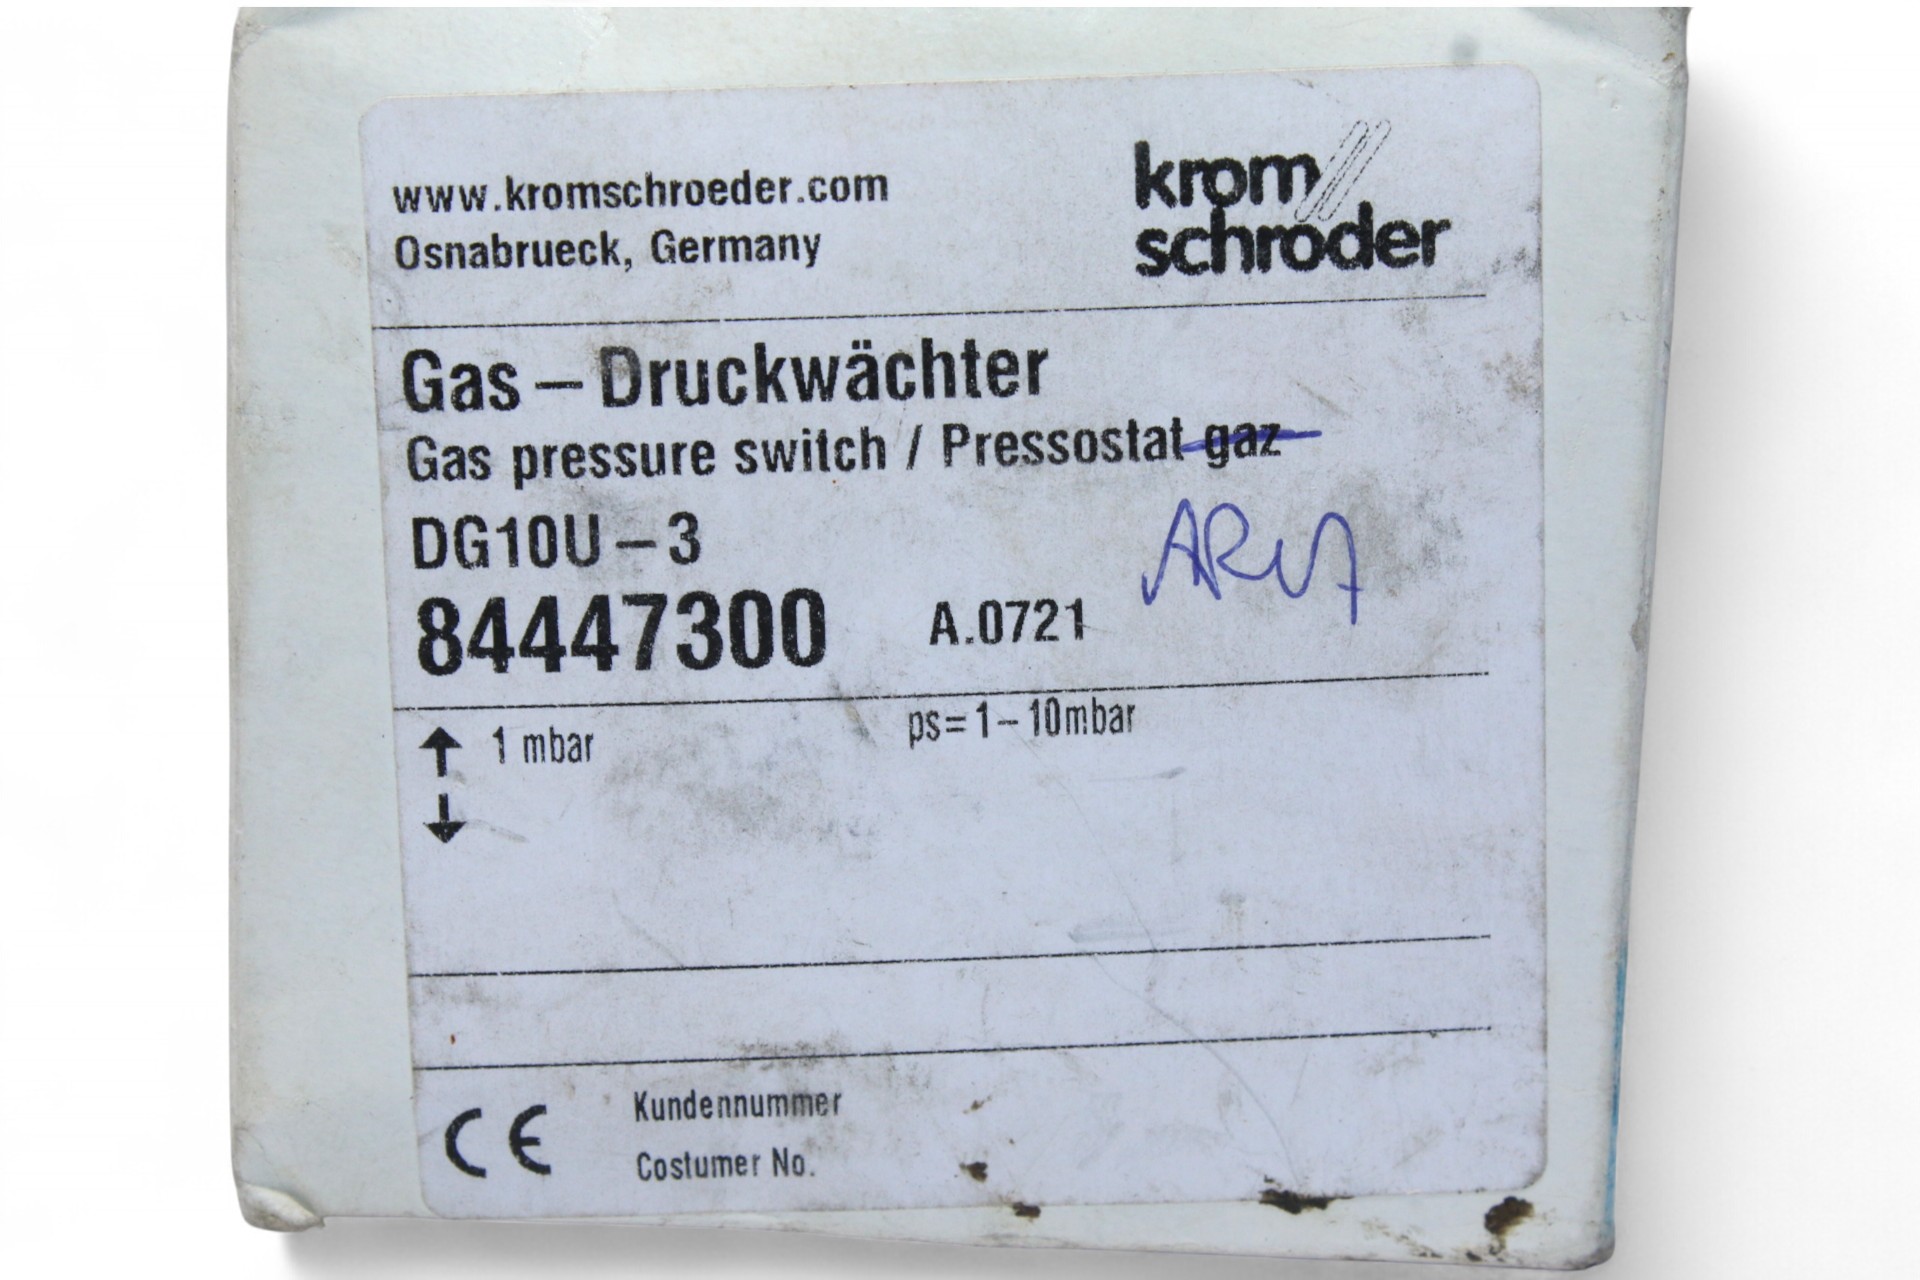 www.kromschroeder.com
Osnabrueck, Germany
krom
schroder
Gas – Druckwächter
Gas pressure switch / Pressostat gaz
DG10U – 3
84447300 A.0721
↑ 1 mbar ps= 1 – 10mbar
↓
CE
Kundennummer
Costumer No.